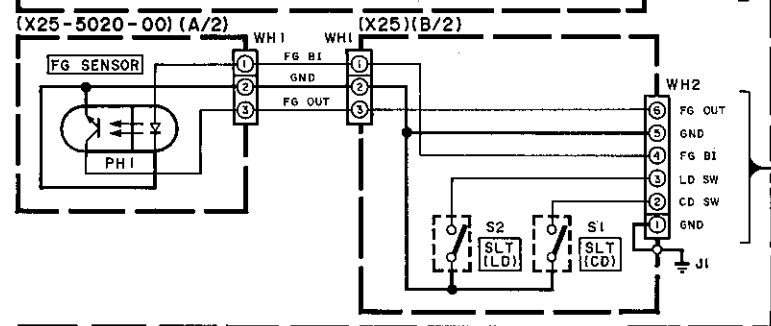 (X25-5020-00) (A/2)
(X25)(B/2)
WH1
WH1
FG SENSOR
1
FG BI
1
2
GND
2
3
FG OUT
3
PH1
WH2
6 FG OUT
5 GND
4 FG BI
3 LD SW
2 CD SW
1 GND
S2
SLT
(LD)
S1
SLT
(CD)
J1